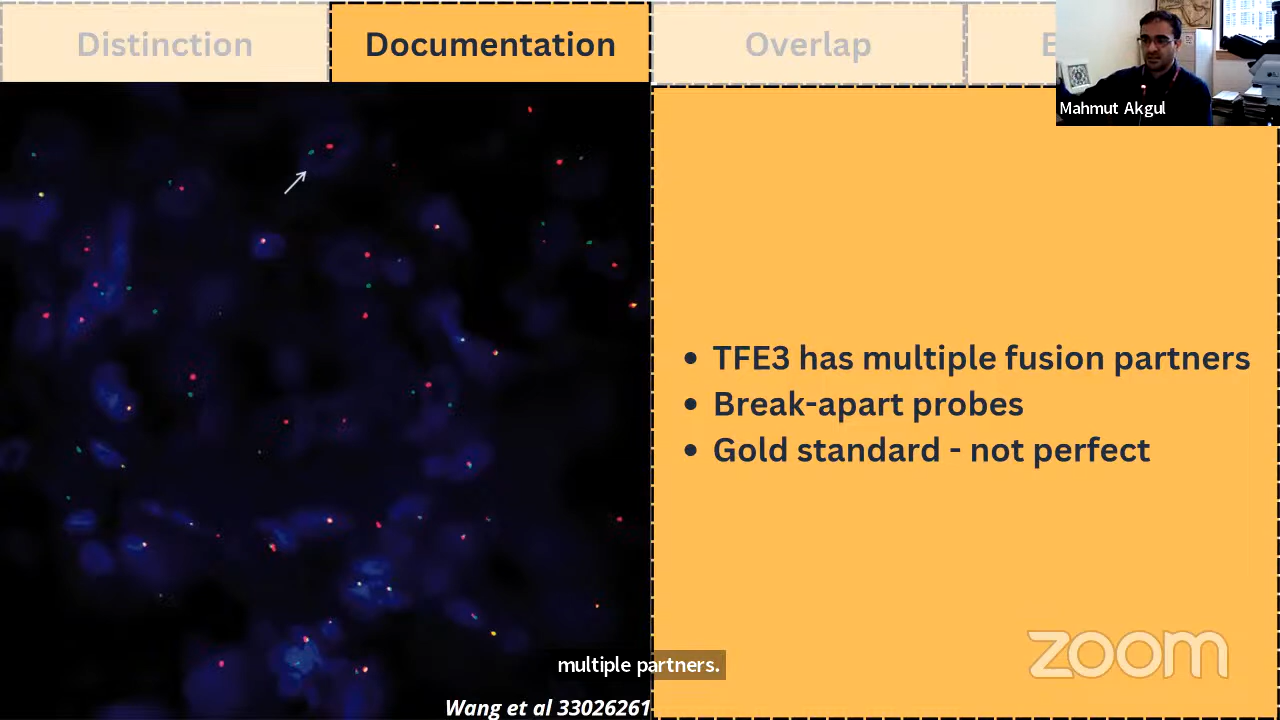 Distinction
Documentation
Overlap
E
Mahmut Akgul
• TFE3 has multiple fusion partners
• Break-apart probes
• Gold standard - not perfect
multiple partners.
Wang et al 33026261
zoom